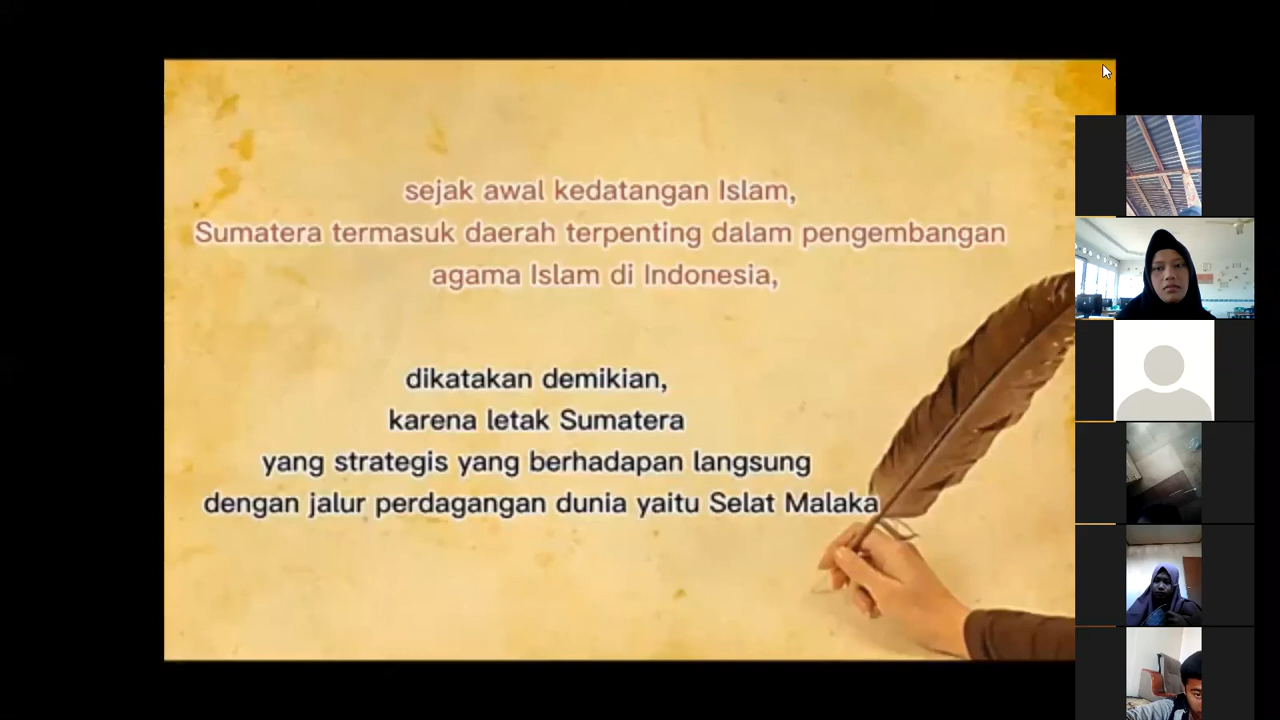 sejak awal kedatangan Islam,
Sumatera termasuk daerah terpenting dalam pengembangan
agama Islam di Indonesia,
dikatakan demikian,
karena letak Sumatera
yang strategis yang berhadapan langsung
dengan jalur perdagangan dunia yaitu Selat Malaka